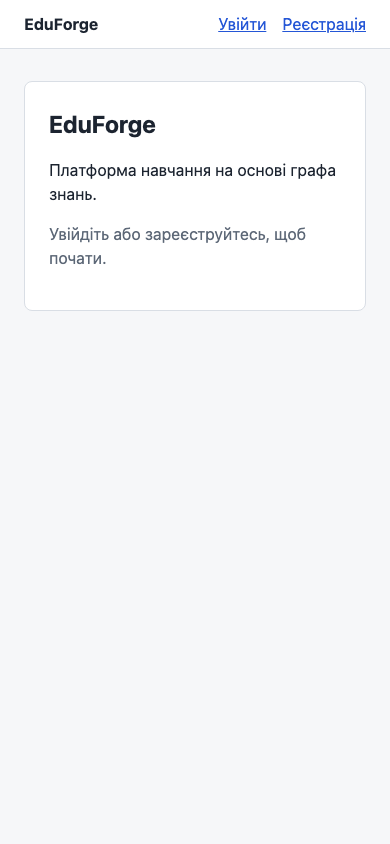 EduForge
Увійти Реєстрація
EduForge
Платформа навчання на основі графа
знань.
Увійдіть або зареєструйтесь, щоб
почати.